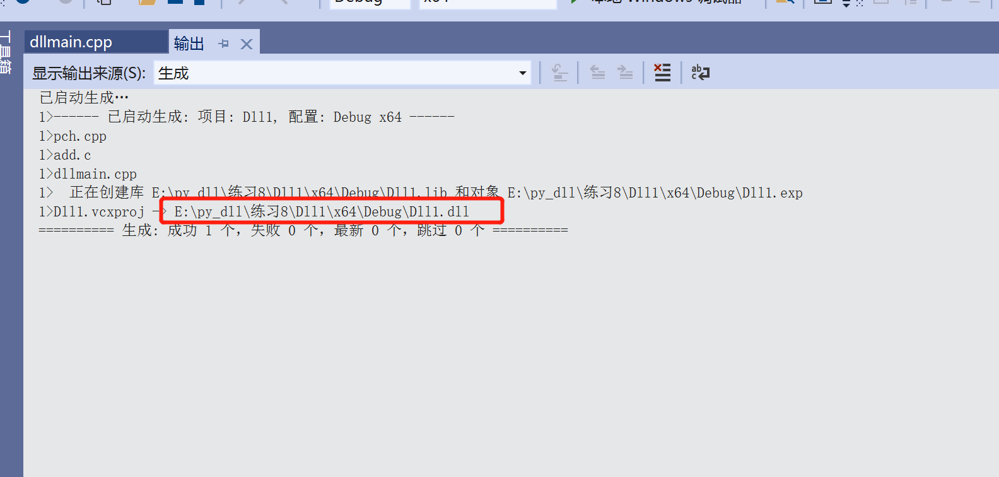 Debug
x64
本地 Windows 调试器
工具箱
dllmain.cpp
输出
显示输出来源(S):
生成
ab
c
已启动生成…
1>------ 已启动生成: 项目: Dll1, 配置: Debug x64 ------
1>pch.cpp
1>add.c
1>dllmain.cpp
1>  正在创建库 E:\py_dll\练习8\Dll1\x64\Debug\Dll1.lib 和对象 E:\py_dll\练习8\Dll1\x64\Debug\Dll1.exp
1>Dll1.vcxproj -> E:\py_dll\练习8\Dll1\x64\Debug\Dll1.dll
========== 生成: 成功 1 个，失败 0 个，最新 0 个，跳过 0 个 ==========